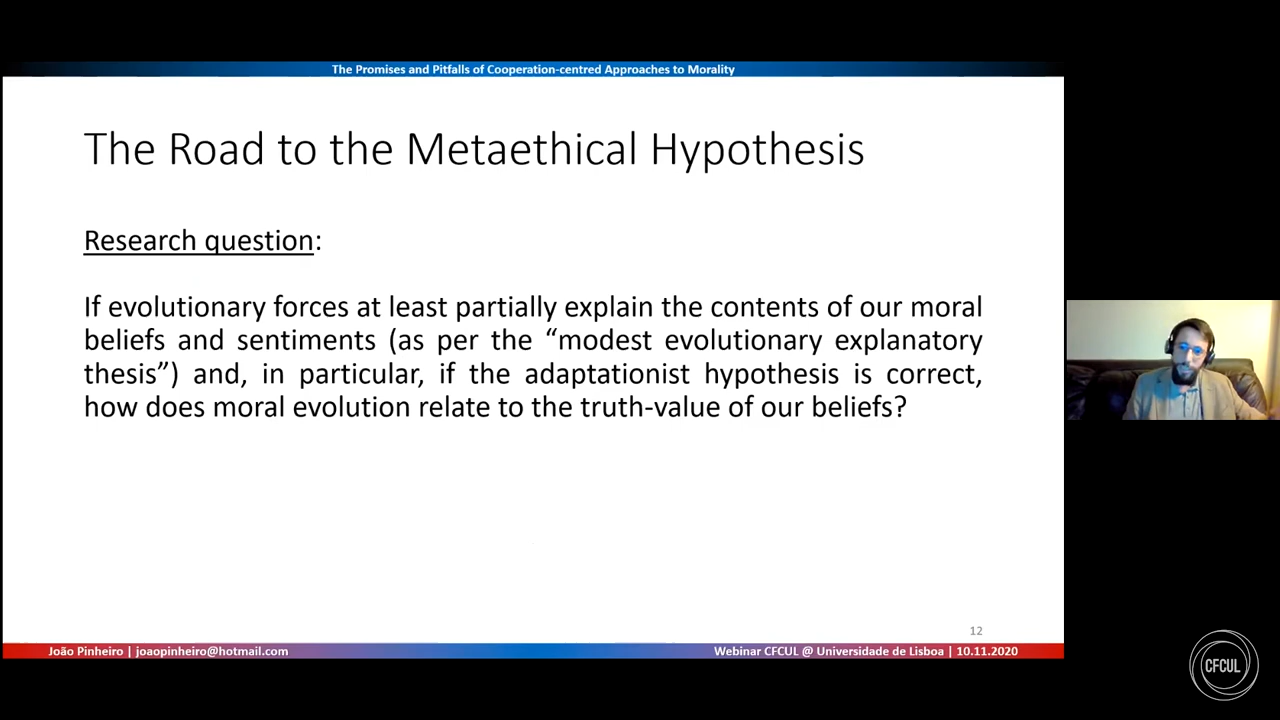 The Promises and Pitfalls of Cooperation-centred Approaches to Morality
The Road to the Metaethical Hypothesis
Research question:
If evolutionary forces at least partially explain the contents of our moral
beliefs and sentiments (as per the “modest evolutionary explanatory
thesis”) and, in particular, if the adaptationist hypothesis is correct,
how does moral evolution relate to the truth-value of our beliefs?
12
João Pinheiro | joaopinheiro@hotmail.com
Webinar CFCUL @ Universidade de Lisboa | 10.11.2020
CFCUL